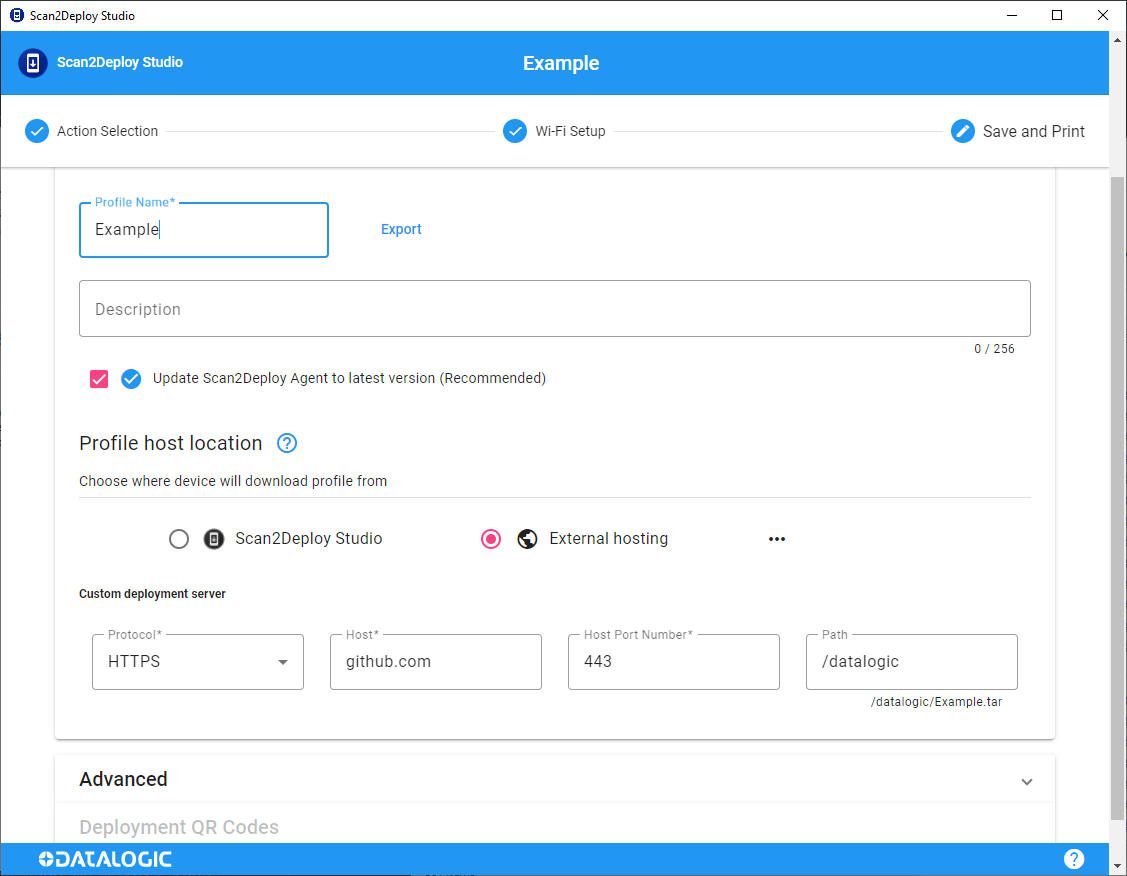 Scan2Deploy Studio
Scan2Deploy Studio
Example
Action Selection
Wi-Fi Setup
Save and Print
Profile Name*
Example
Export
Description
0 / 256
Update Scan2Deploy Agent to latest version (Recommended)
Profile host location
Choose where device will download profile from
Scan2Deploy Studio
External hosting
Custom deployment server
Protocol*
HTTPS
Host*
github.com
Host Port Number*
443
Path
/datalogic
/datalogic/Example.tar
Advanced
Deployment QR Codes
DATALOGIC